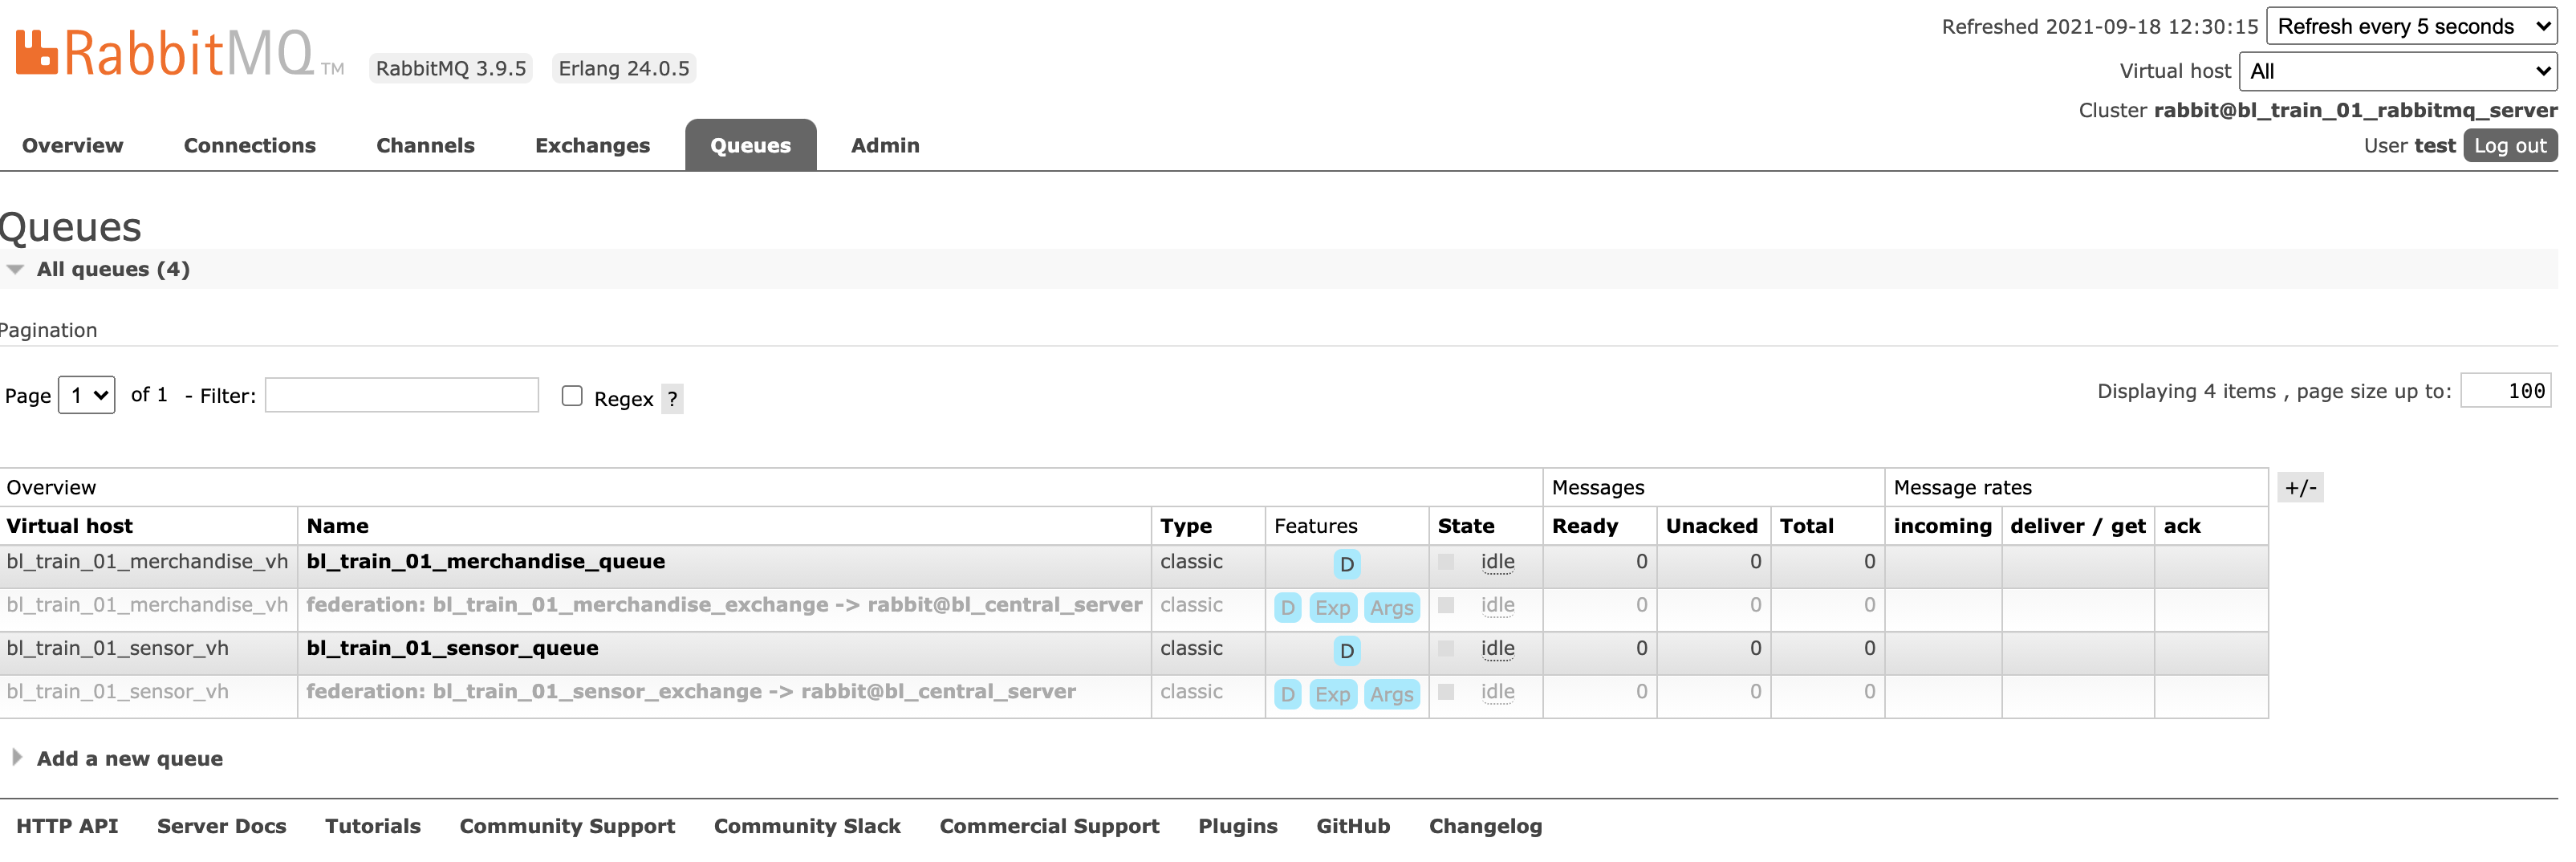 RabbitMQ TM RabbitMQ 3.9.5 Erlang 24.0.5
Refreshed 2021-09-18 12:30:15 Refresh every 5 seconds
Virtual host All
Cluster rabbit@bl_train_01_rabbitmq_server
User test Log out
Overview Connections Channels Exchanges Queues Admin
Queues
All queues (4)
Pagination
Page 1 of 1 - Filter: Regex ?
Displaying 4 items , page size up to: 100
Overview Messages Message rates +/-
Virtual host Name Type Features State Ready Unacked Total incoming deliver / get ack
bl_train_01_merchandise_vh bl_train_01_merchandise_queue classic D idle 0 0 0
bl_train_01_merchandise_vh federation: bl_train_01_merchandise_exchange -> rabbit@bl_central_server classic D Exp Args idle 0 0 0
bl_train_01_sensor_vh bl_train_01_sensor_queue classic D idle 0 0 0
bl_train_01_sensor_vh federation: bl_train_01_sensor_exchange -> rabbit@bl_central_server classic D Exp Args idle 0 0 0
Add a new queue
HTTP API Server Docs Tutorials Community Support Community Slack Commercial Support Plugins GitHub Changelog